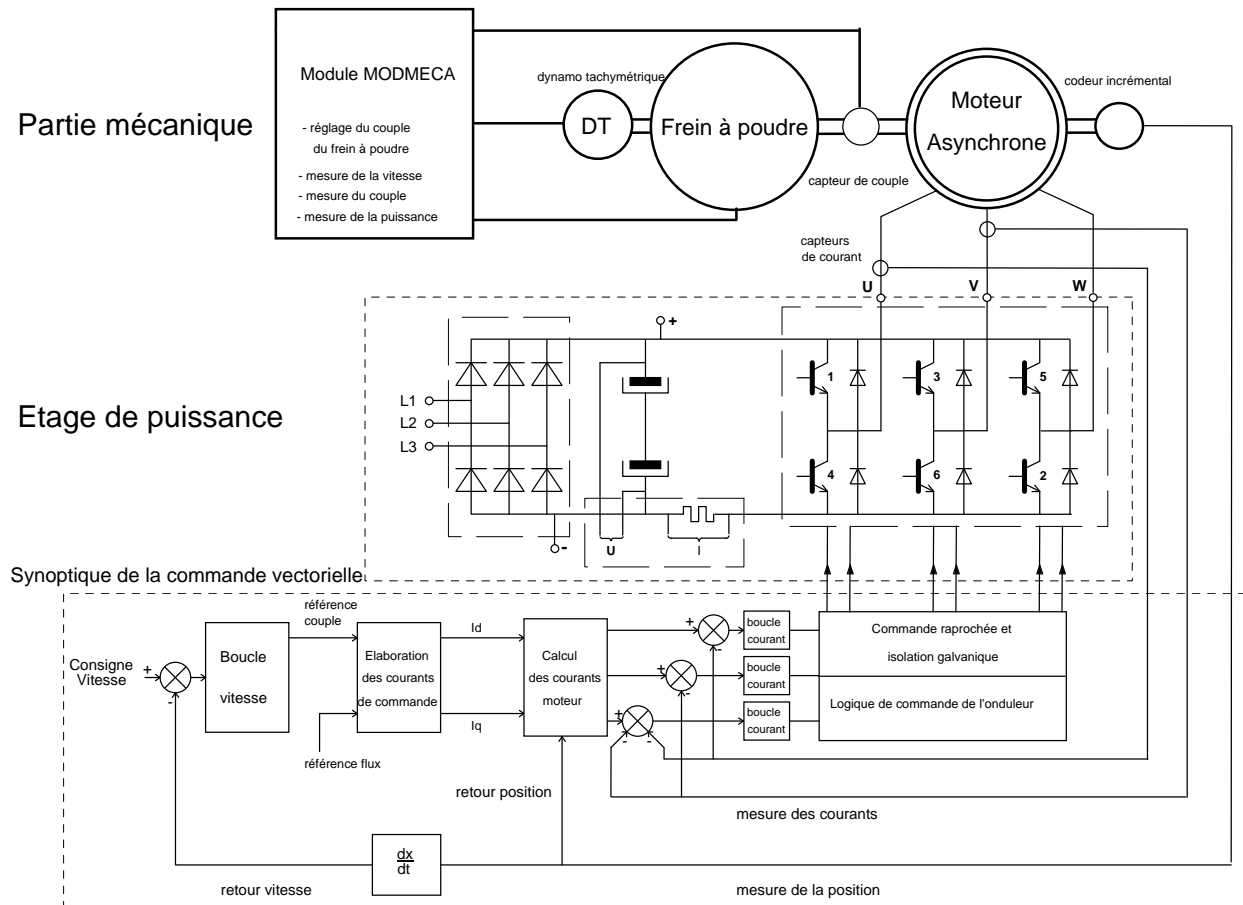 Module MODMECA
- réglage du couple
du frein à poudre
- mesure de la vitesse
- mesure du couple
- mesure de la puissance
Partie mécanique
dynamo tachymétrique
DT
Frein à poudre
capteur de couple
Moteur
Asynchrone
codeur incrémental
capteurs
de courant
U
V
W
Etage de puissance
L1
L2
L3
+
-
U
I
1
3
5
4
6
2
Synoptique de la commande vectorielle
Consigne
Vitesse
+
-
Boucle
vitesse
référence
couple
référence flux
Elaboration
des courants
de commande
Id
Iq
Calcul
des courants
moteur
retour position
+
-
+
-
+
-
-
boucle
courant
boucle
courant
boucle
courant
Commande raprochée et
isolation galvanique
Logique de commande de l'onduleur
mesure des courants
dx
dt
retour vitesse
mesure de la position